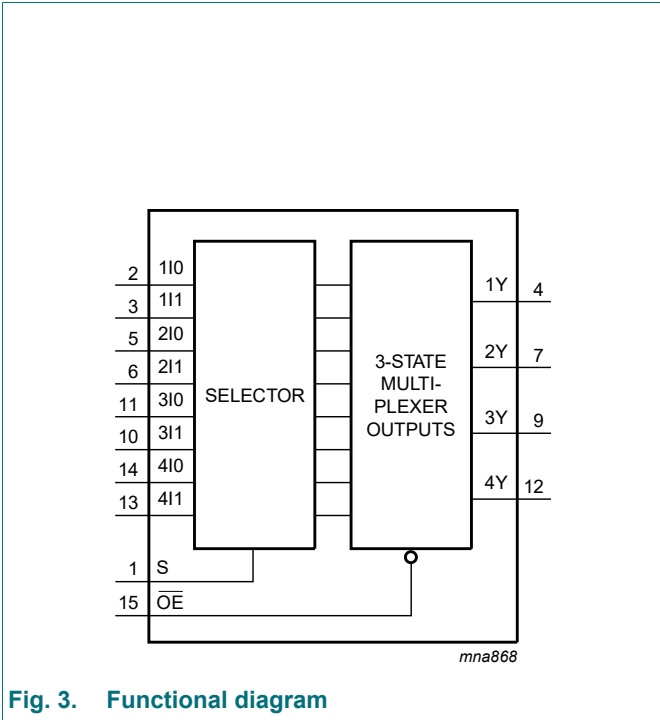 2 1I0
3 1I1
5 2I0
6 2I1
11 3I0
10 3I1
14 4I0
13 4I1
1 S
15 O̅E̅
SELECTOR
3-STATE
MULTI-
PLEXER
OUTPUTS
1Y 4
2Y 7
3Y 9
4Y 12
mna868
Fig. 3. Functional diagram